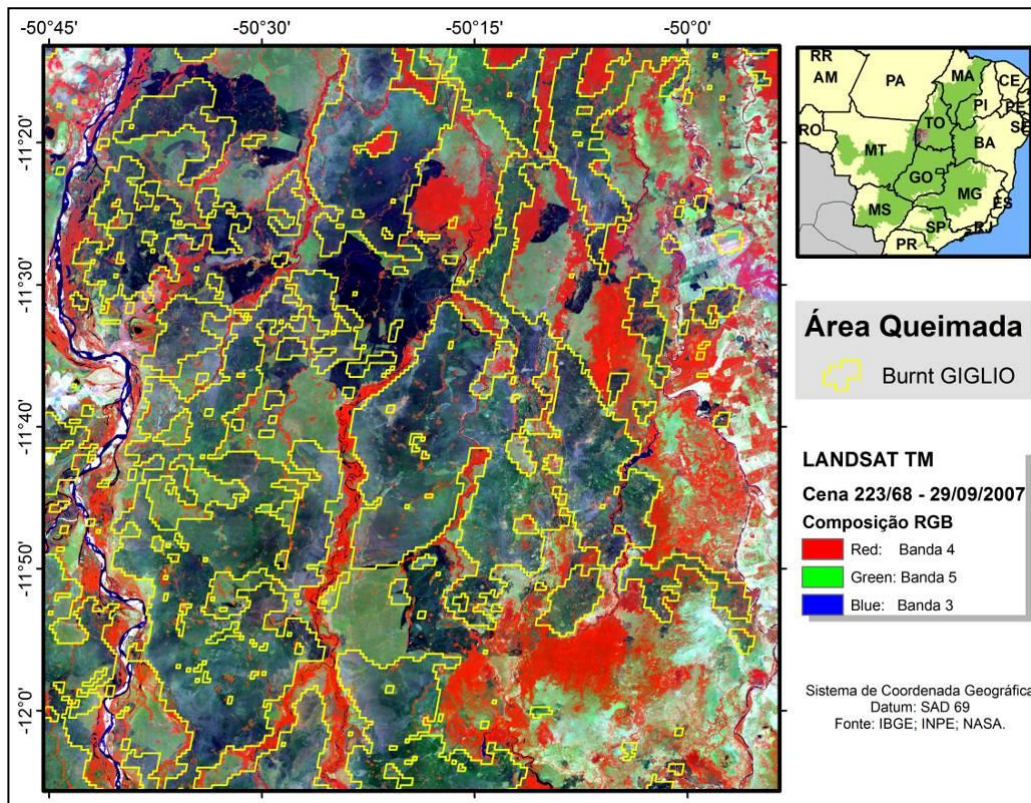 -50°45'
-50°30'
-50°15'
-50°0'
-11°20'
-11°30'
-11°40'
-11°50'
-12°0'
RR
AM
PA
MA
CE
PI
PE
TO
SE
RO
BA
MT
GO
MG
ES
MS
SP
RJ
PR
Área Queimada
Burnt GIGLIO
LANDSAT TM
Cena 223/68 - 29/09/2007
Composição RGB
Red: Banda 4
Green: Banda 5
Blue: Banda 3
Sistema de Coordenada Geográfica
Datum: SAD 69
Fonte: IBGE; INPE; NASA.